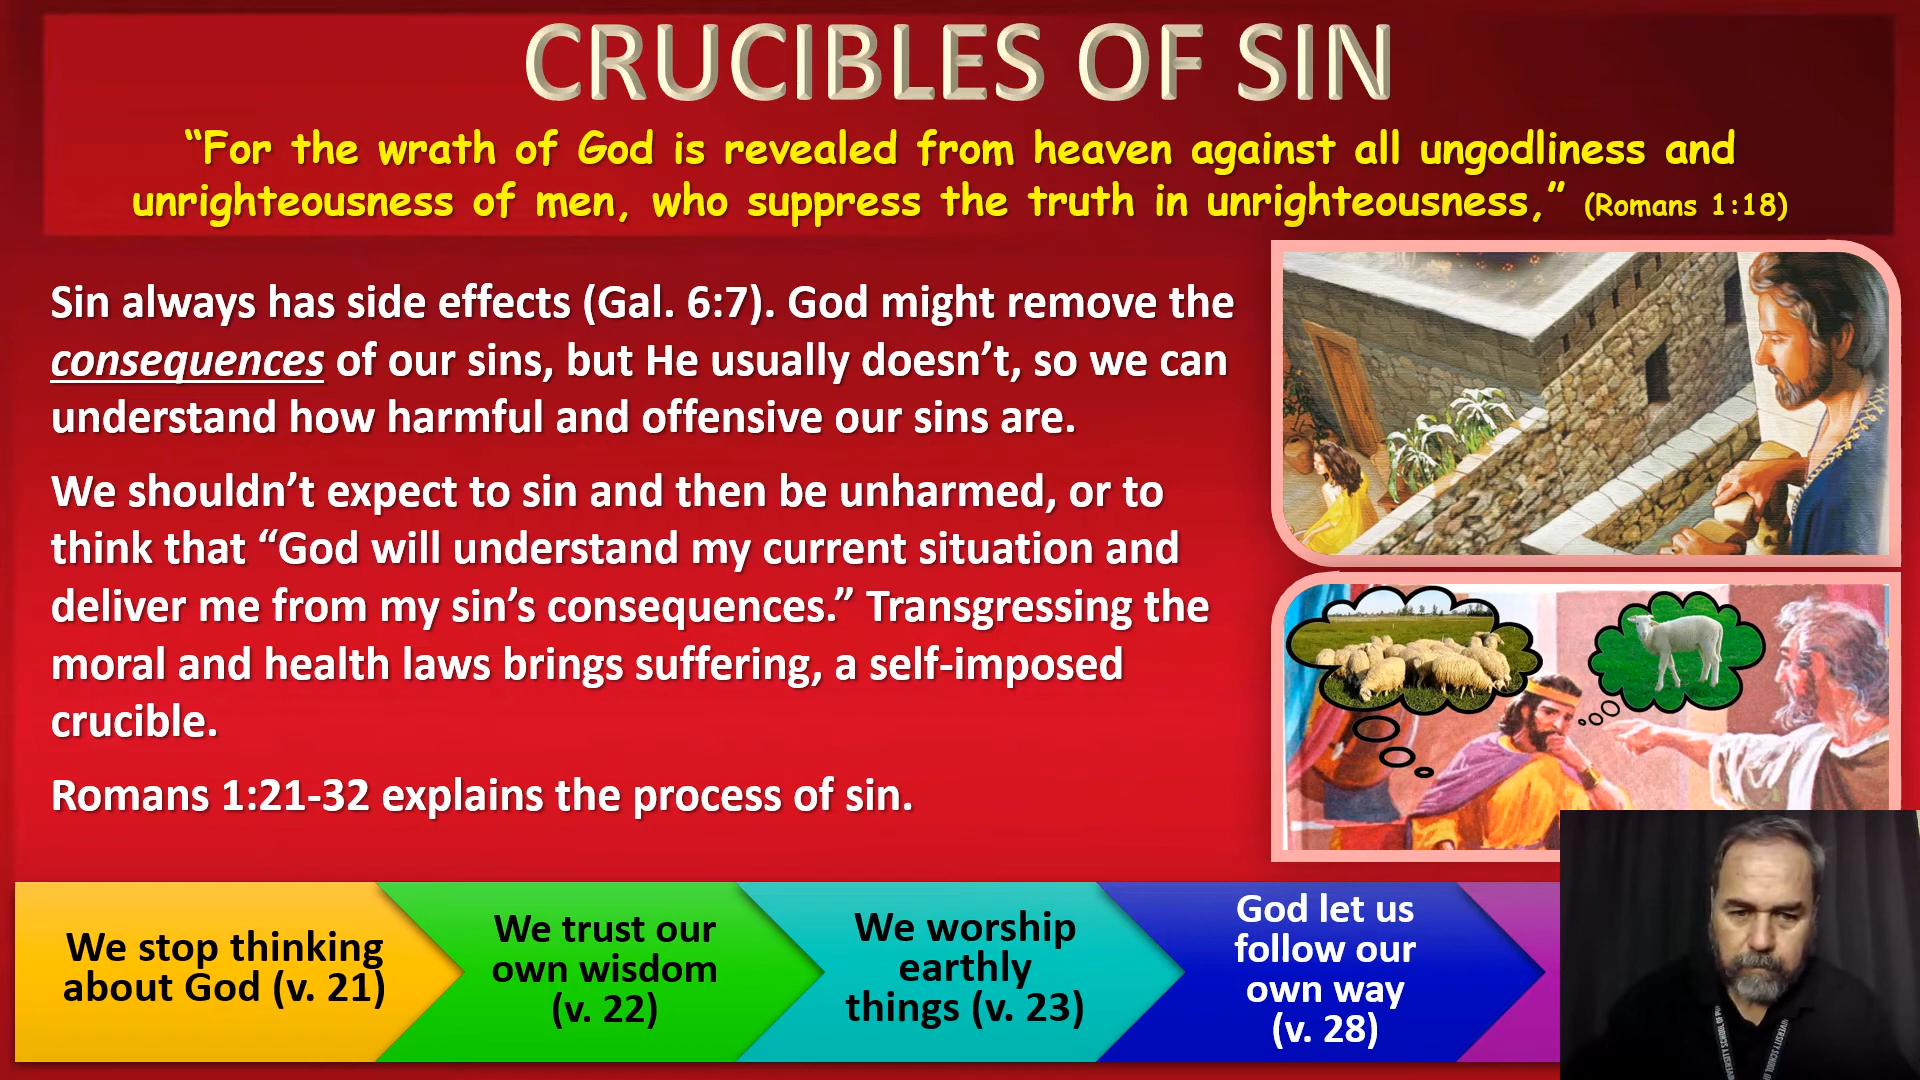 CRUCIBLES OF SIN
“For the wrath of God is revealed from heaven against all ungodliness and
unrighteousness of men, who suppress the truth in unrighteousness,” (Romans 1:18)
Sin always has side effects (Gal. 6:7). God might remove the
consequences of our sins, but He usually doesn’t, so we can
understand how harmful and offensive our sins are.
We shouldn’t expect to sin and then be unharmed, or to
think that “God will understand my current situation and
deliver me from my sin’s consequences.” Transgressing the
moral and health laws brings suffering, a self-imposed
crucible.
Romans 1:21-32 explains the process of sin.
We stop thinking
about God (v. 21)
We trust our
own wisdom
(v. 22)
We worship
earthly
things (v. 23)
God let us
follow our
own way
(v. 28)